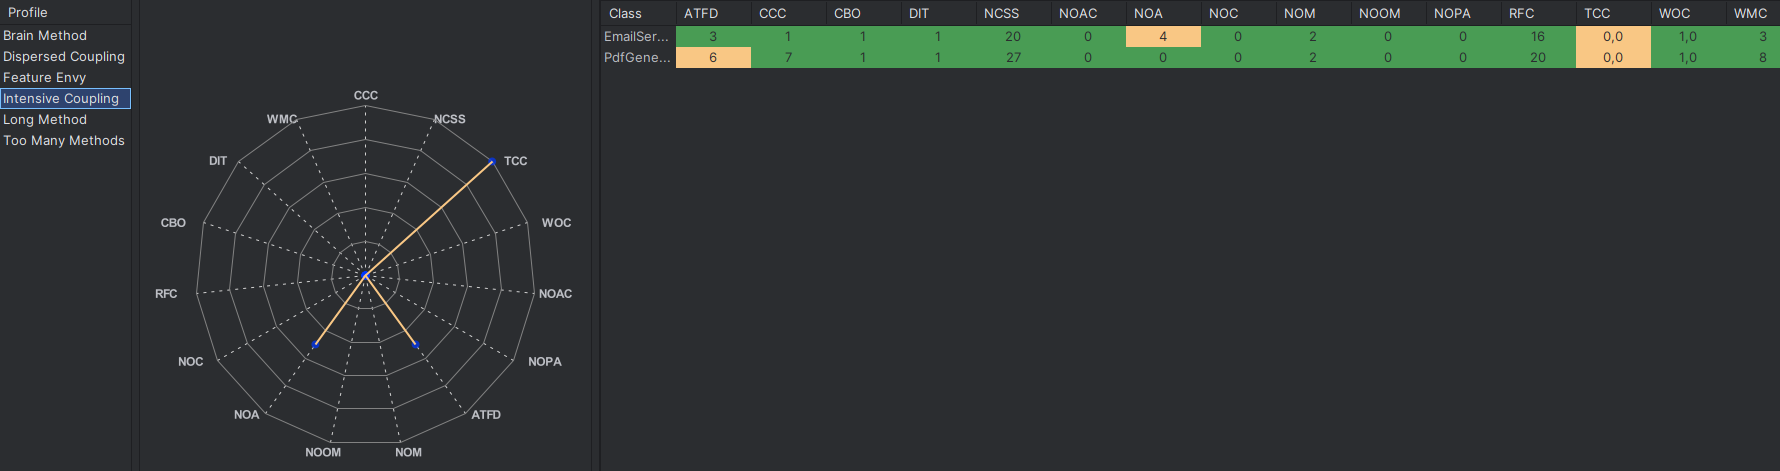 Profile
Brain Method
Dispersed Coupling
Feature Envy
Intensive Coupling
Long Method
Too Many Methods
CCC
WMC NCSS
DIT TCC
CBO WOC
RFC NOAC
NOC NOPA
NOA ATFD
NOOM NOM
Class ATFD CCC CBO DIT NCSS NOAC NOA NOC NOM NOOM NOPA RFC TCC WOC WMC
EmailSer... 3 1 1 1 20 0 4 0 2 0 0 16 0,0 1,0 3
PdfGene... 6 7 1 1 27 0 0 0 2 0 0 20 0,0 1,0 8